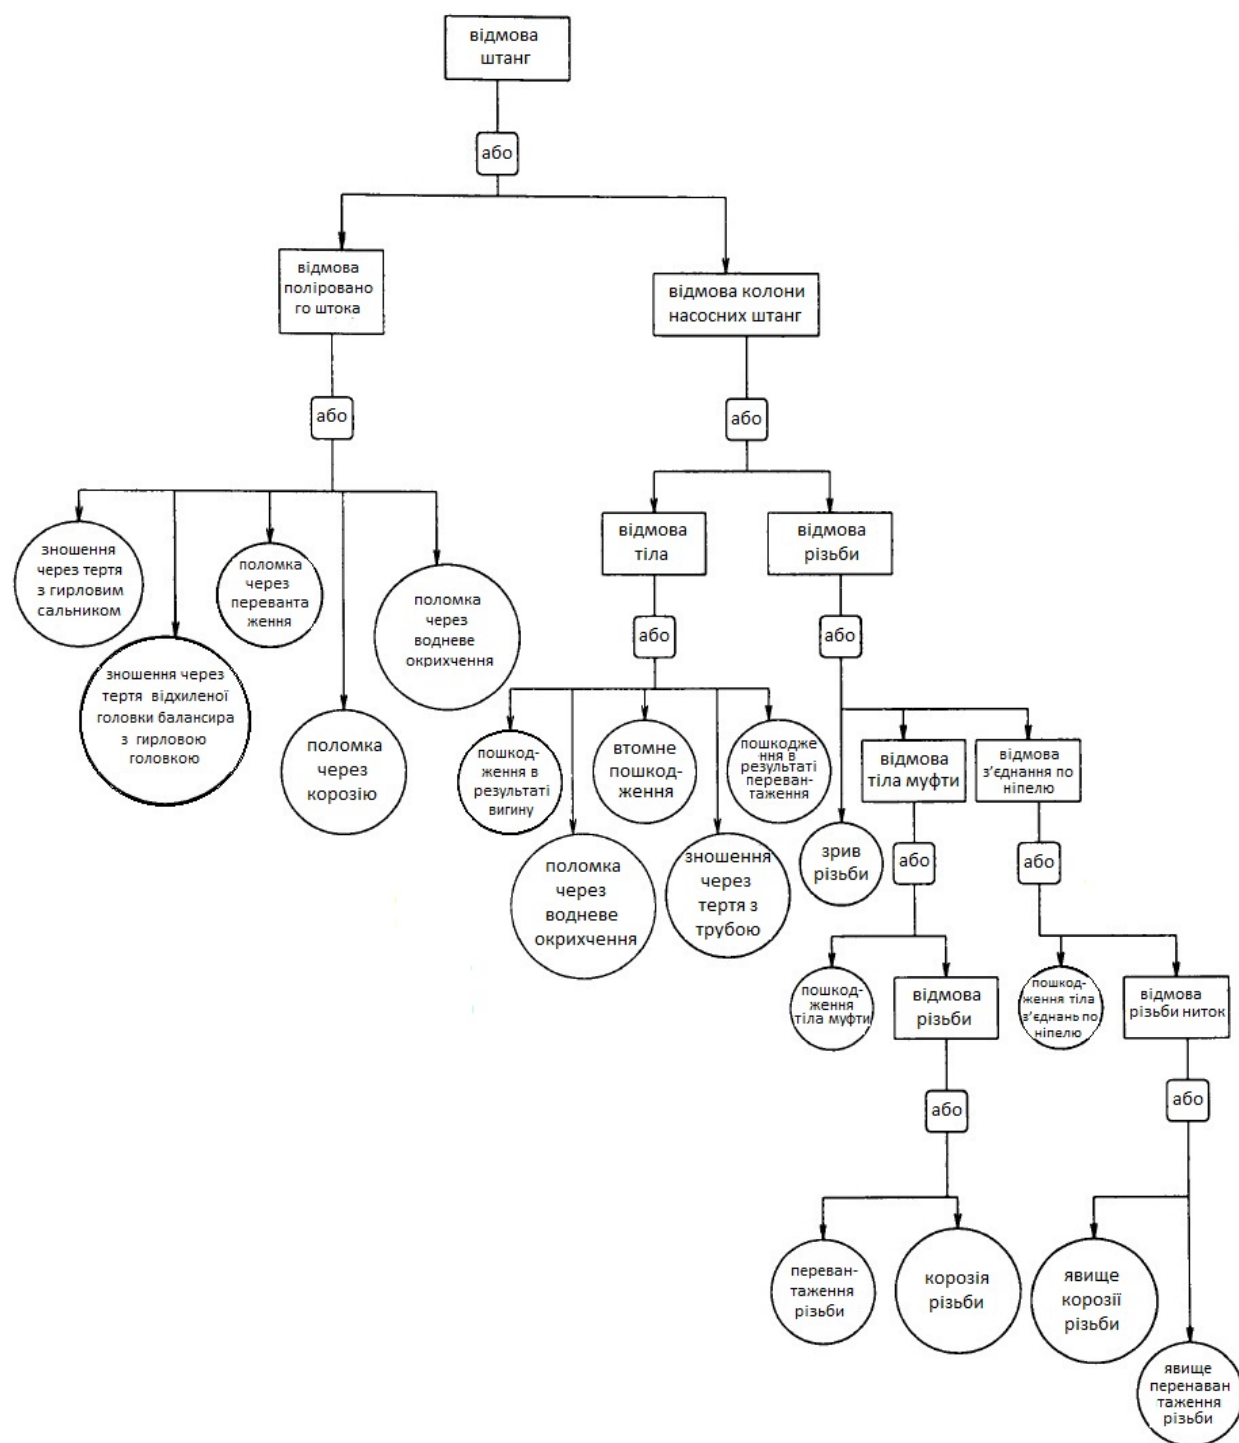 відмова
штанг
або
відмова
поліровано
го штока
відмова колони
насосних штанг
або
або
відмова
тіла
відмова
різьби
зношення
через тертя
з гирловим
сальником
поломка
через
переванта
ження
поломка
через
водневе
окрихчення
або
або
зношення через
тертя відхиленої
головки балансира
з гирловою
головкою
поломка
через
корозію
пошкод-
ження в
результаті
вигину
втомне
пошкод-
ження
пошкодже
ння в
результаті
переван-
таження
відмова
тіла муфти
відмова
з’єднання по
ніпелю
поломка
через
водневе
окрихчення
зношення
через
тертя з
трубою
зрив
різьби
або
або
пошкод-
ження
тіла муфти
відмова
різьби
пошкод-
ження тіла
з’єднань по
ніпелю
відмова
різьби ниток
або
або
переван-
таження
різьби
корозія
різьби
явище
корозії
різьби
явище
перенаван
таження
різьби